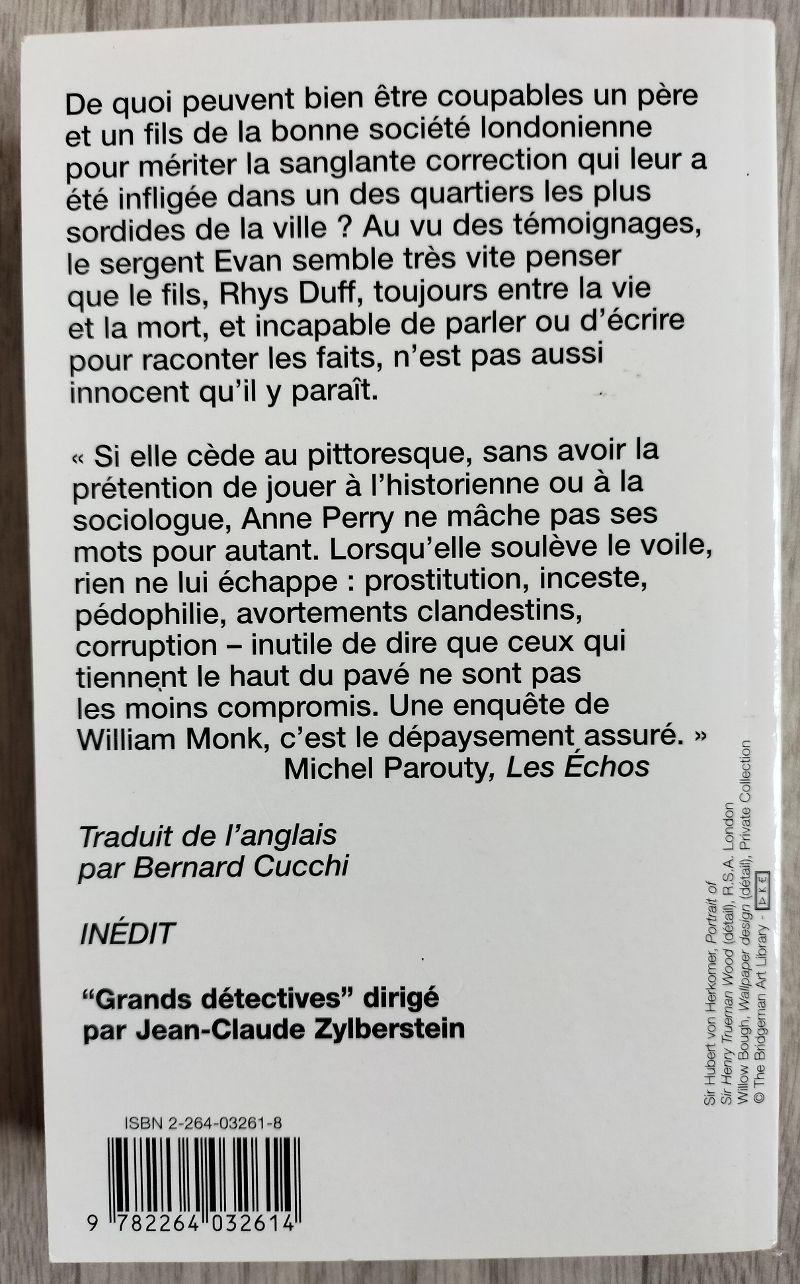 De quoi peuvent bien être coupables un père
et un fils de la bonne société londonienne
pour mériter la sanglante correction qui leur a
été infligée dans un des quartiers les plus
sordides de la ville ? Au vu des témoignages,
le sergent Evan semble très vite penser
que le fils, Rhys Duff, toujours entre la vie
et la mort, et incapable de parler ou d'écrire
pour raconter les faits, n'est pas aussi
innocent qu'il y paraît.
« Si elle cède au pittoresque, sans avoir la
prétention de jouer à l'historienne ou à la
sociologue, Anne Perry ne mâche pas ses
mots pour autant. Lorsqu'elle soulève le voile,
rien ne lui échappe : prostitution, inceste,
pédophilie, avortements clandestins,
corruption – inutile de dire que ceux qui
tiennent le haut du pavé ne sont pas
les moins compromis. Une enquête de
William Monk, c'est le dépaysement assuré. »
Michel Parouty, Les Échos
Traduit de l'anglais
par Bernard Cucchi
INÉDIT
“Grands détectives” dirigé
par Jean-Claude Zylberstein
ISBN 2-264-03261-8
9 782264 032614
Sir Hubert von Herkomer, Portrait of
Sir Henry Trueman Wood (détail), R.S.A. London
Willow Bough, Wallpaper design (détail), Private Collection
© The Bridgeman Art Library -